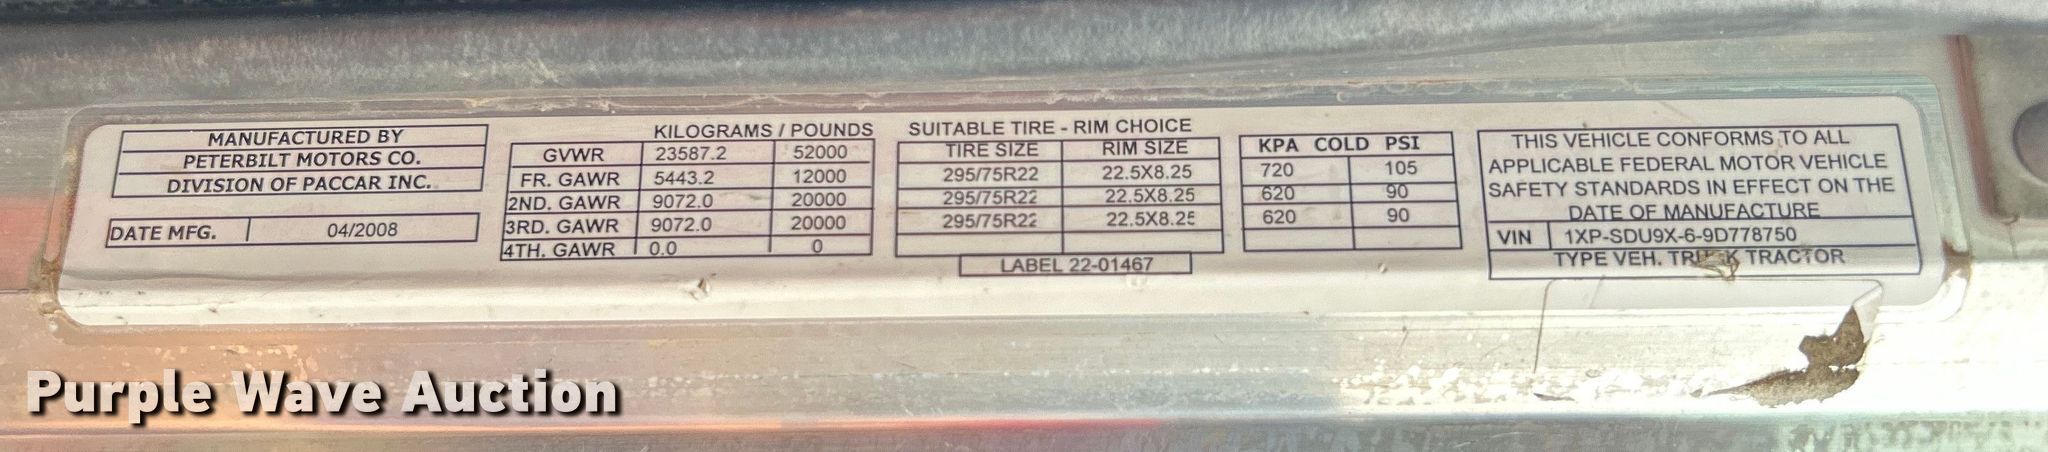 MANUFACTURED BY
PETERBILT MOTORS CO.
DIVISION OF PACCAR INC.
DATE MFG. 04/2008
KILOGRAMS / POUNDS
GVWR 23587.2 52000
FR. GAWR 5443.2 12000
2ND. GAWR 9072.0 20000
3RD. GAWR 9072.0 20000
4TH. GAWR 0.0 0
SUITABLE TIRE - RIM CHOICE
TIRE SIZE RIM SIZE
295/75R22 22.5X8.25
295/75R22 22.5X8.25
295/75R22 22.5X8.25
LABEL 22-01467
KPA COLD PSI
720 105
620 90
620 90
THIS VEHICLE CONFORMS TO ALL
APPLICABLE FEDERAL MOTOR VEHICLE
SAFETY STANDARDS IN EFFECT ON THE
DATE OF MANUFACTURE
VIN 1XP-SDU9X-6-9D778750
TYPE VEH. TRUCK TRACTOR
Purple Wave Auction